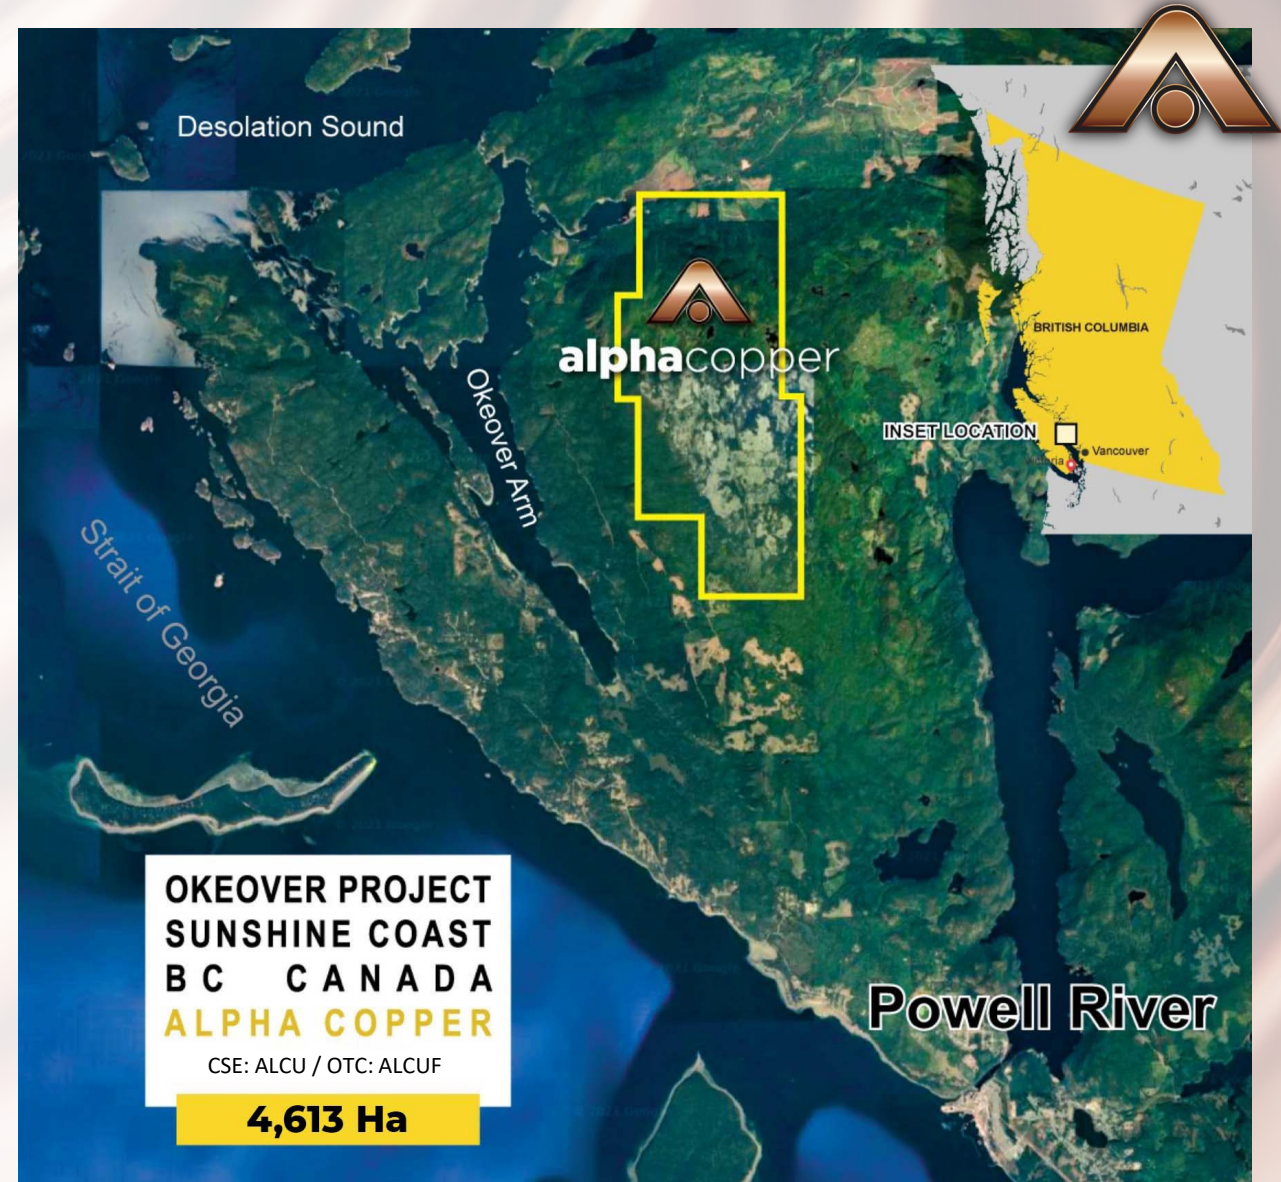 Desolation Sound
alphacopper
BRITISH COLUMBIA
INSET LOCATION
Vancouver
Okeover Arm
Strait of Georgia
OKEOVER PROJECT
SUNSHINE COAST
BC CANADA
ALPHA COPPER
CSE: ALCU / OTC: ALCUF
4,613 Ha
Powell River